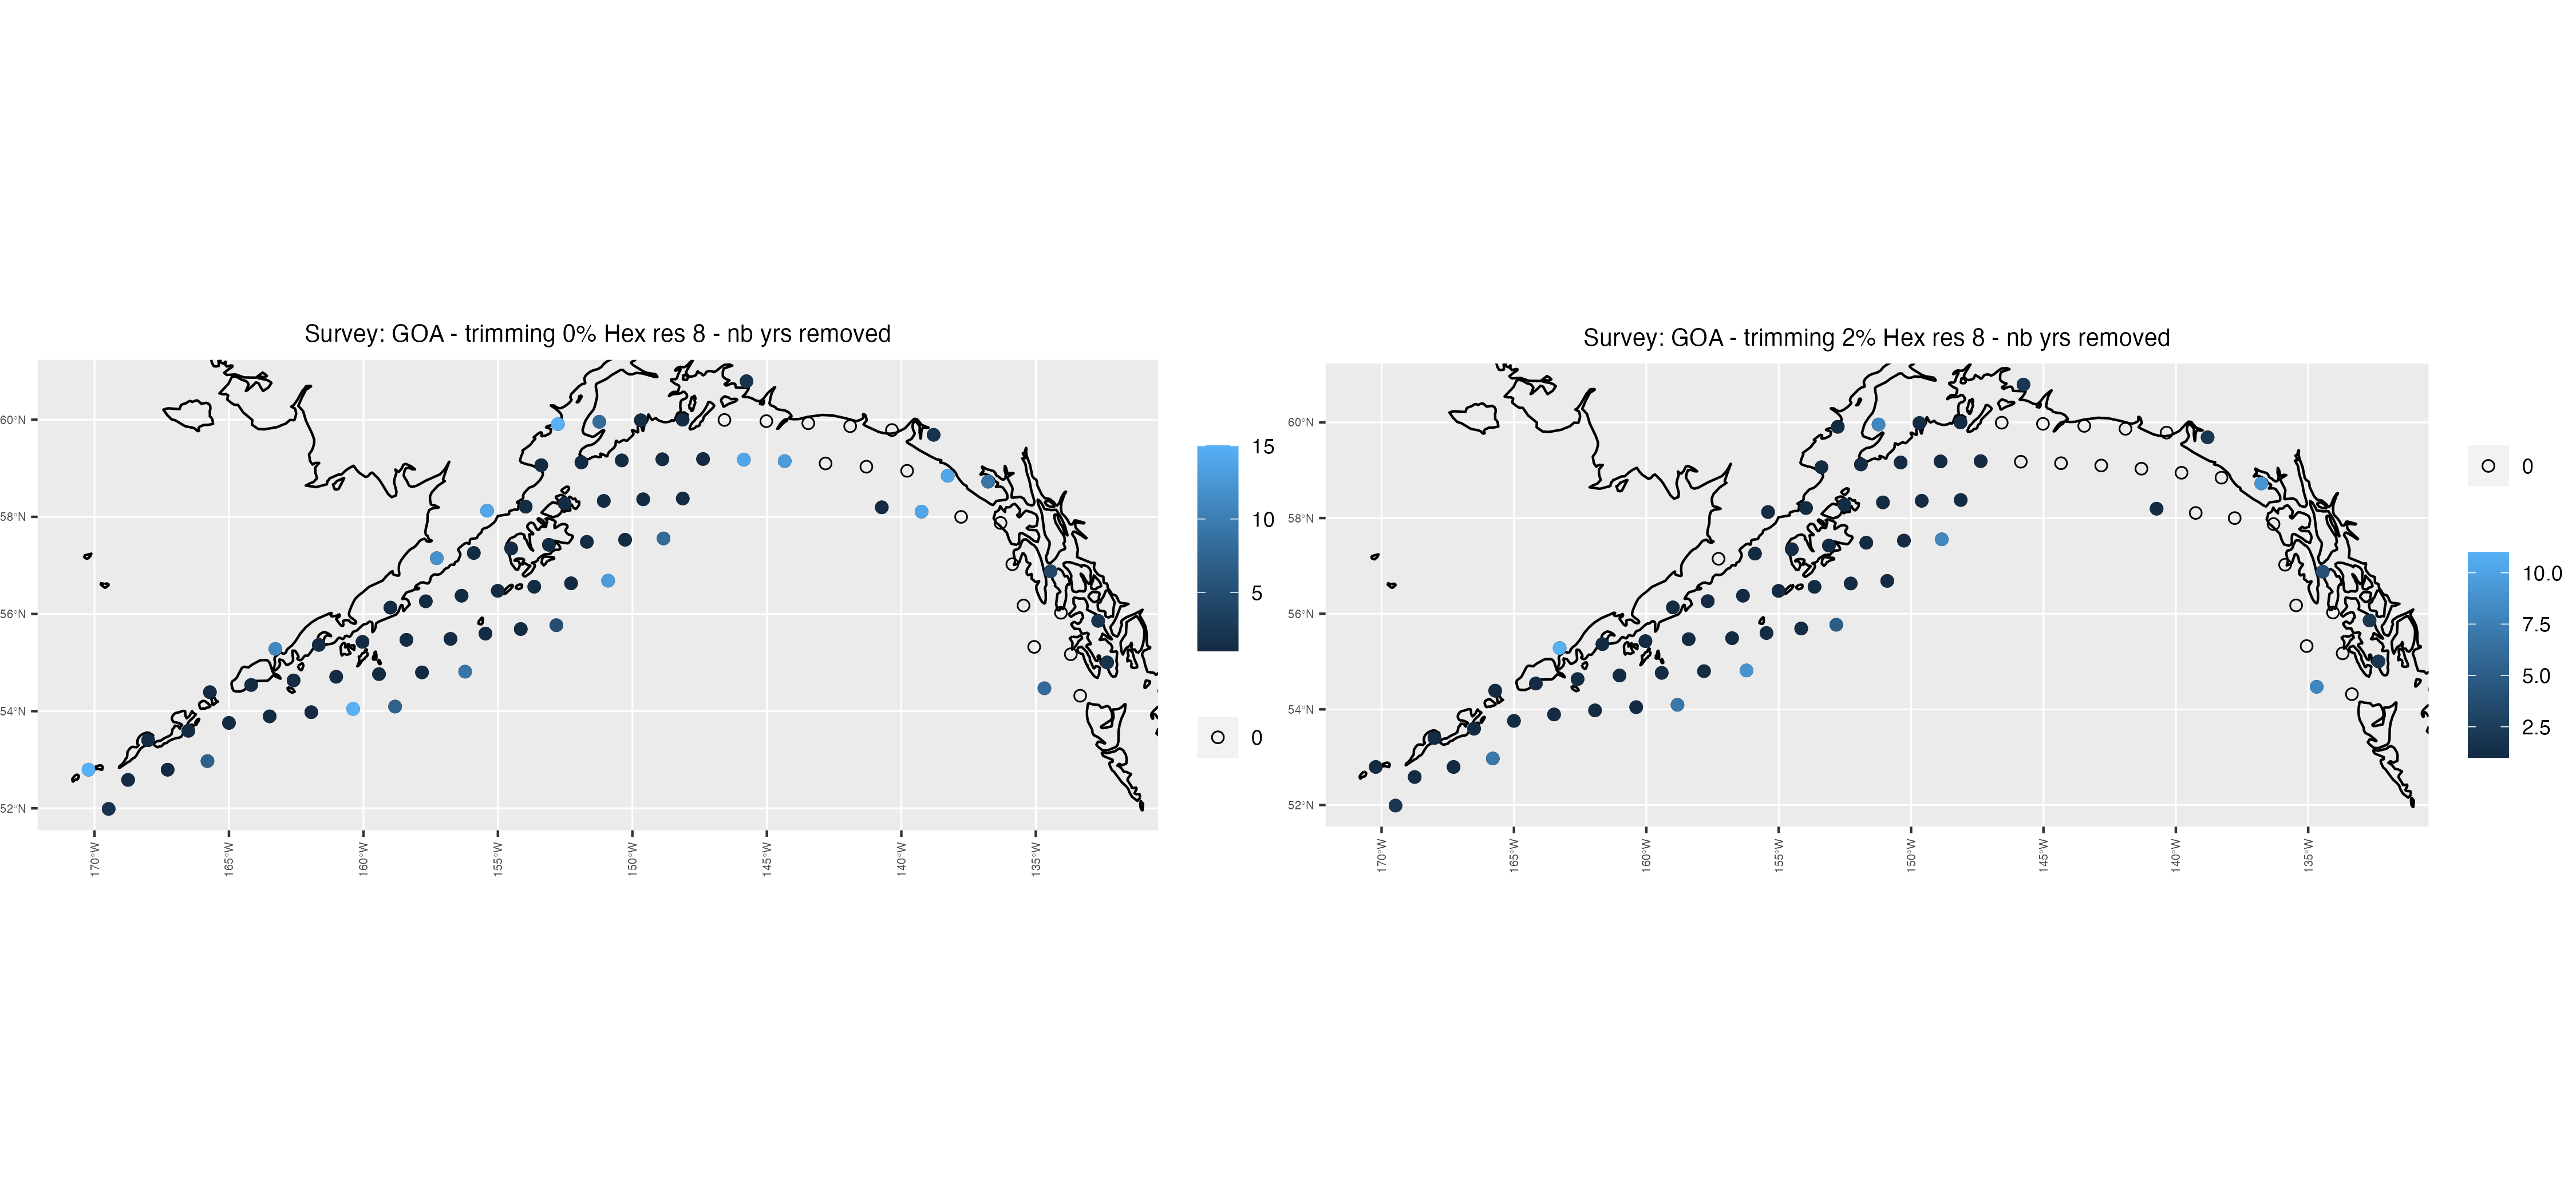 Survey: GOA - trimming 0% Hex res 8 - nb yrs removed
60°N
58°N
56°N
54°N
52°N
170°W
165°W
160°W
155°W
150°W
145°W
140°W
135°W
15
10
5
0
Survey: GOA - trimming 2% Hex res 8 - nb yrs removed
60°N
58°N
56°N
54°N
52°N
170°W
165°W
160°W
155°W
150°W
145°W
140°W
135°W
0
10.0
7.5
5.0
2.5